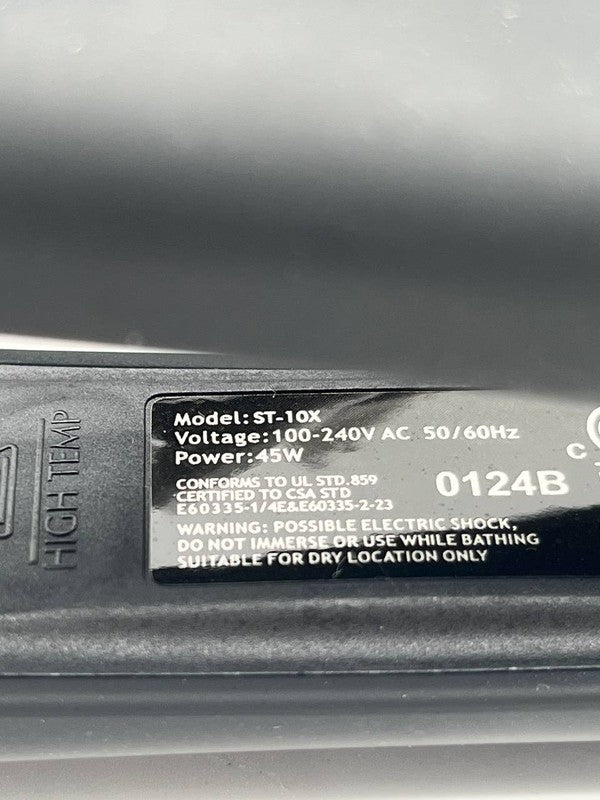 HIGH TEMP
Model:ST-10X
Voltage:100-240V AC 50/60Hz
Power:45W
CONFORMS TO UL STD.859
CERTIFIED TO CSA STD
E60335-1/4E&E60335-2-23
0124B
C
WARNING: POSSIBLE ELECTRIC SHOCK,
DO NOT IMMERSE OR USE WHILE BATHING
SUITABLE FOR DRY LOCATION ONLY